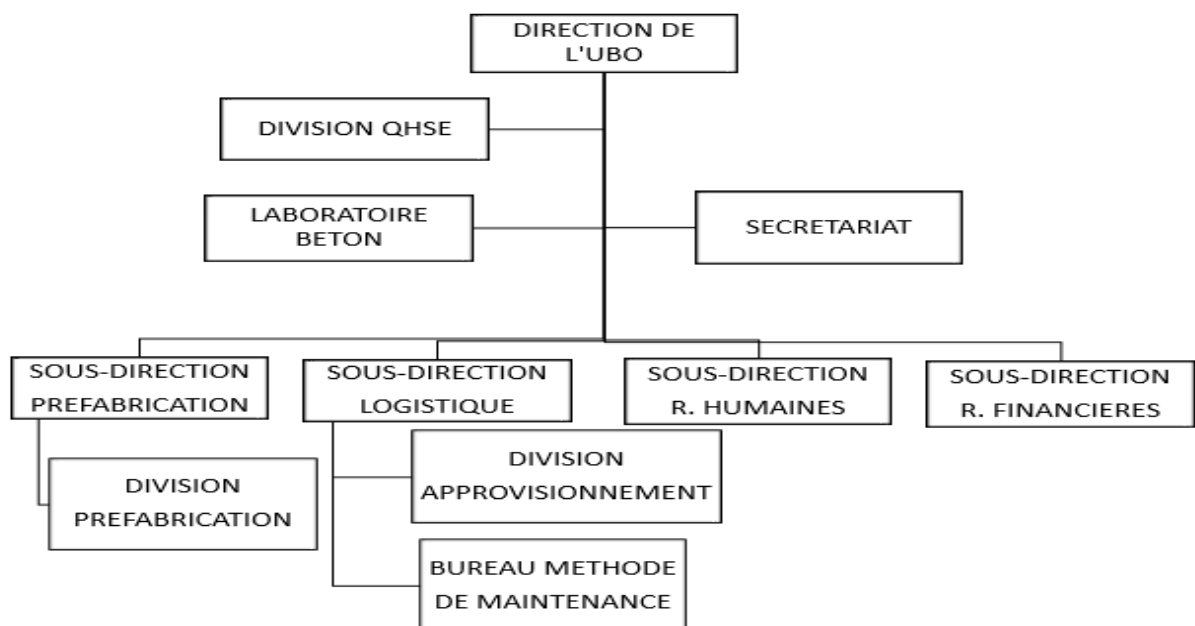 DIRECTION DE
L'UBO
DIVISION QHSE
LABORATOIRE
BETON
SECRETARIAT
SOUS-DIRECTION
PREFABRICATION
SOUS-DIRECTION
LOGISTIQUE
SOUS-DIRECTION
R. HUMAINES
SOUS-DIRECTION
R. FINANCIERES
DIVISION
PREFABRICATION
DIVISION
APPROVISIONNEMENT
BUREAU METHODE
DE MAINTENANCE